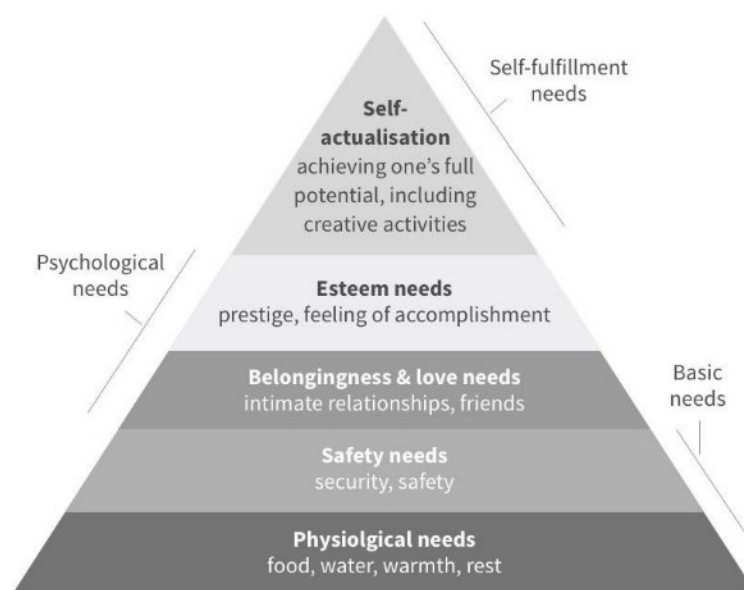 Self-fulfillment
needs
Self-
actualisation
achieving one's full
potential, including
creative activities
Psychological
needs
Esteem needs
prestige, feeling of accomplishment
Belongingness & love needs
intimate relationships, friends
Basic
needs
Safety needs
security, safety
Physiolgical needs
food, water, warmth, rest